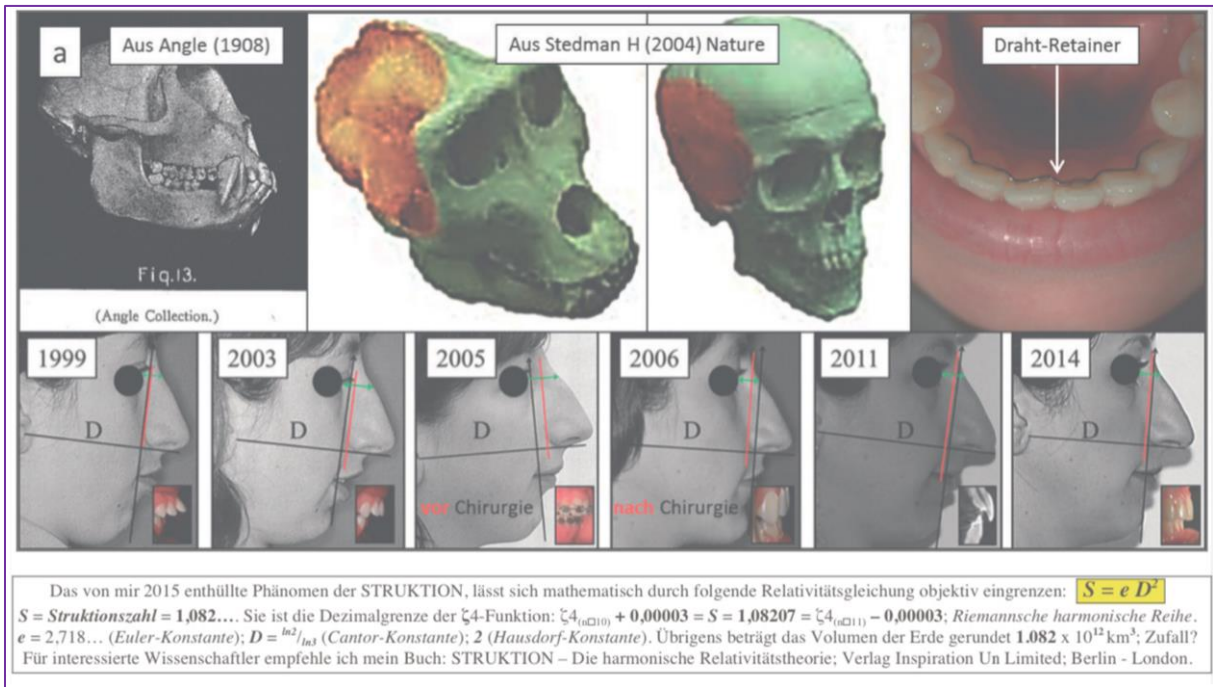 a
Aus Angle (1908)
Aus Stedman H (2004) Nature
Draht-Retainer
Fig.13.
(Angle Collection.)
1999
2003
2005
2006
2011
2014
D
D
D
D
D
D
vor Chirurgie
nach Chirurgie
Das von mir 2015 enthüllte Phänomen der STRUKTION, lässt sich mathematisch durch folgende Relativitätsgleichung objektiv eingrenzen: S = e D²
S = Struktionszahl = 1,082…. Sie ist die Dezimalgrenze der ζ4-Funktion: ζ4(n□10) + 0,00003 = S = 1,08207 = ζ4(n□11) – 0,00003; Riemannsche harmonische Reihe.
e = 2,718… (Euler-Konstante); D = ln2/ln3 (Cantor-Konstante); 2 (Hausdorf-Konstante). Übrigens beträgt das Volumen der Erde gerundet 1.082 x 10¹² km³; Zufall?
Für interessierte Wissenschaftler empfehle ich mein Buch: STRUKTION – Die harmonische Relativitätstheorie; Verlag Inspiration Un Limited; Berlin - London.